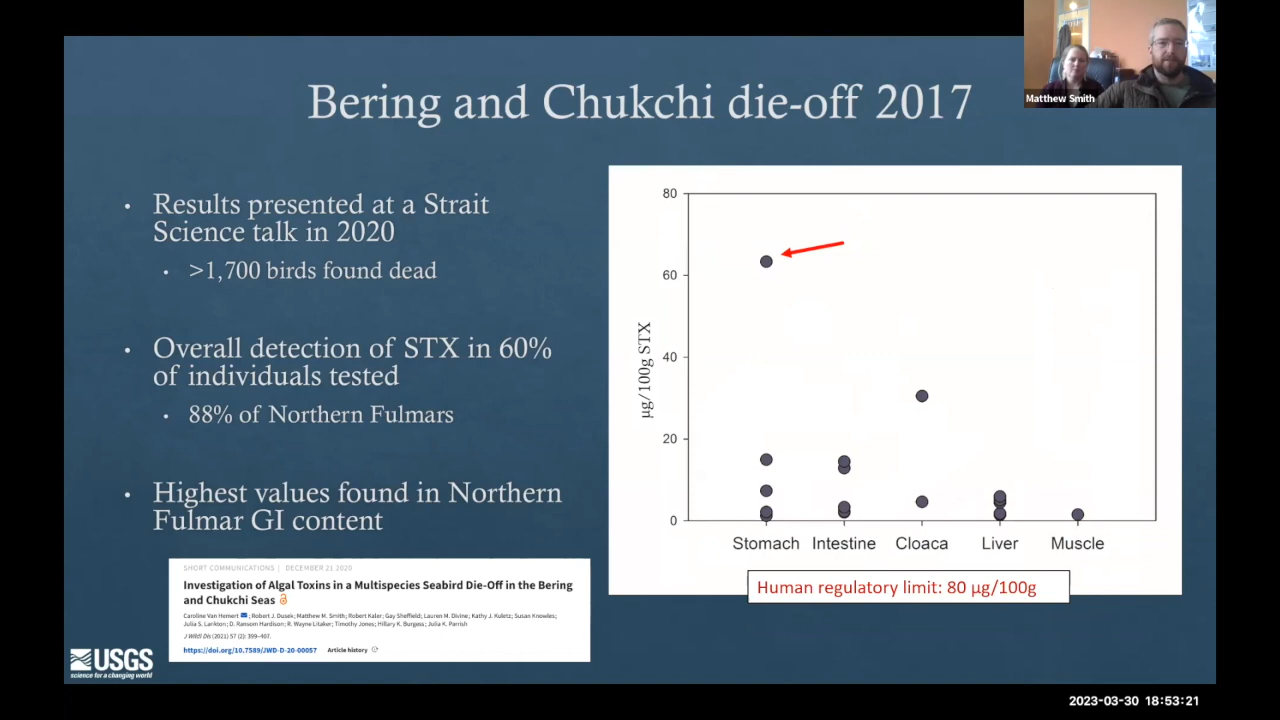 Bering and Chukchi die-off 2017
Matthew Smith
• Results presented at a Strait
Science talk in 2020
• >1,700 birds found dead
• Overall detection of STX in 60%
of individuals tested
• 88% of Northern Fulmars
• Highest values found in Northern
Fulmar GI content
80
60
40
20
0
µg/100g STX
Stomach Intestine Cloaca Liver Muscle
Human regulatory limit: 80 µg/100g
SHORT COMMUNICATIONS | DECEMBER 21 2020
Investigation of Algal Toxins in a Multispecies Seabird Die-Off in the Bering
and Chukchi Seas
Caroline Van Hemert ; Robert J. Dusek; Matthew M. Smith; Robert Kaler; Gay Sheffield; Lauren M. Divine; Kathy J. Kuletz; Susan Knowles;
Julia S. Lankton; D. Ransom Hardison; R. Wayne Litaker; Timothy Jones; Hillary K. Burgess; Julia K. Parrish
J Wildl Dis (2021) 57 (2): 399–407.
https://doi.org/10.7589/JWD-D-20-00057 Article history
USGS
science for a changing world
2023-03-30 18:53:21